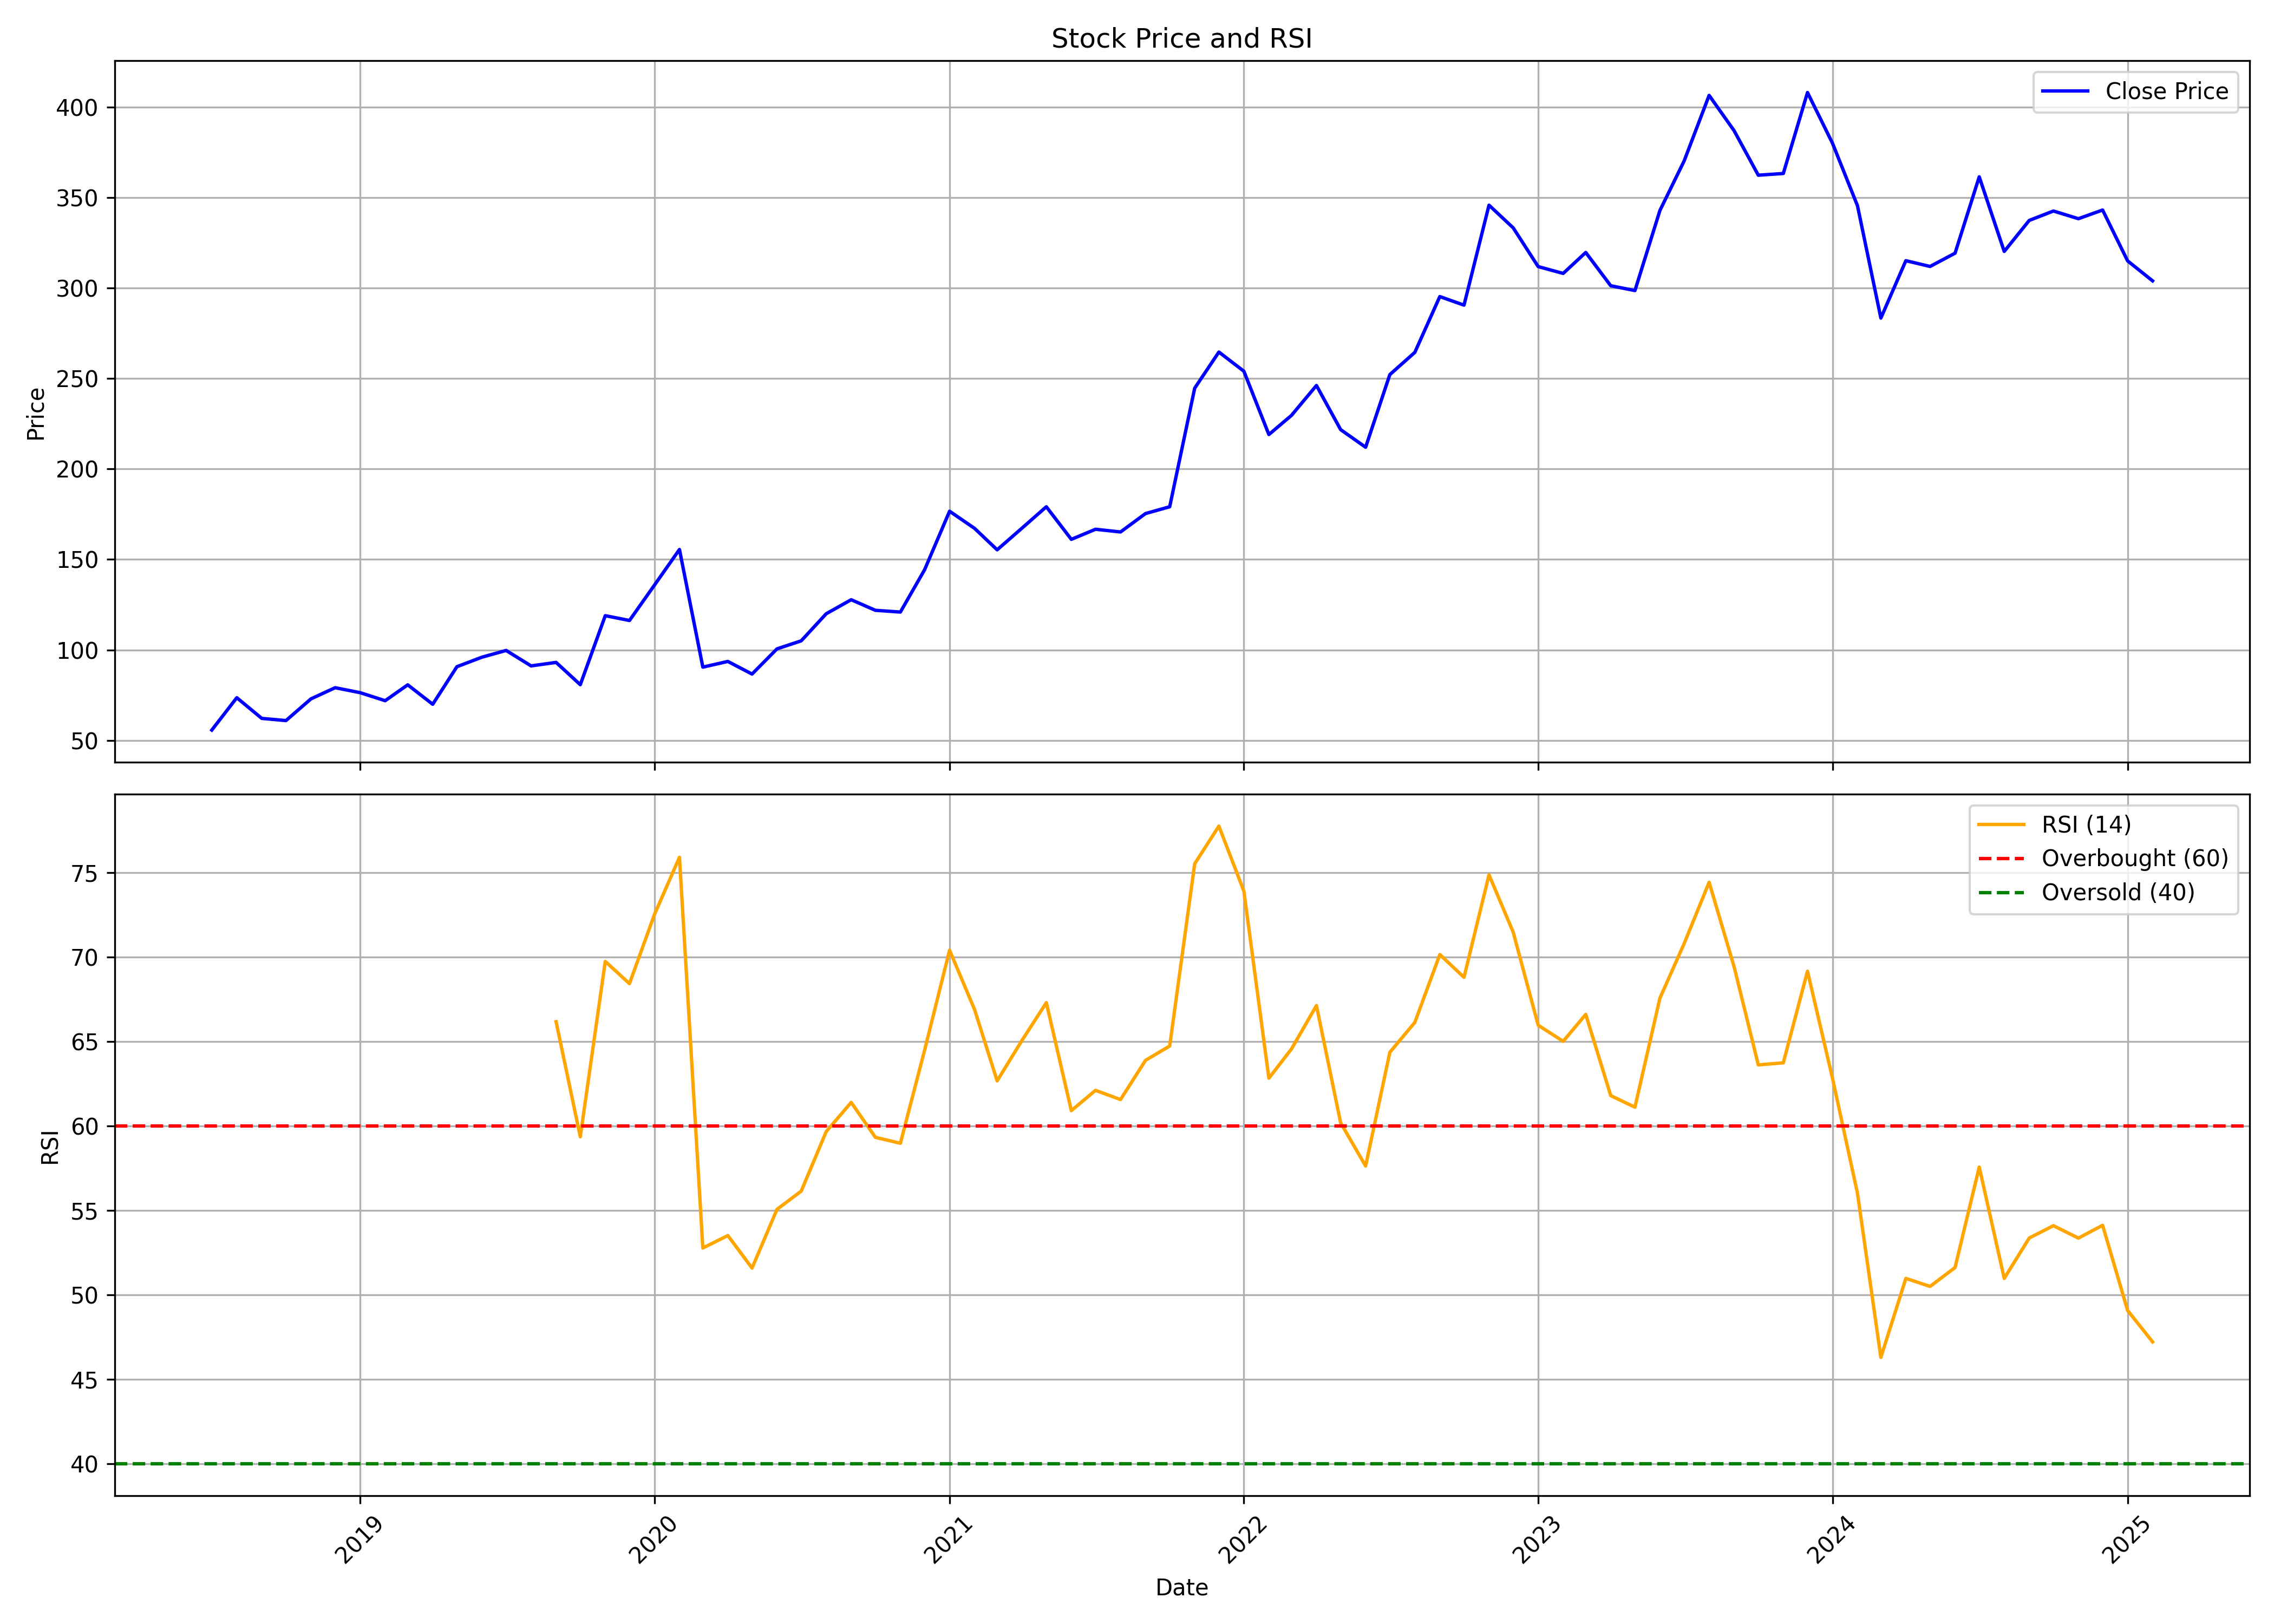 Stock Price and RSI
Close Price
400
350
300
250
200
150
100
50
Price
RSI (14)
Overbought (60)
Oversold (40)
75
70
65
60
55
50
45
40
RSI
2019
2020
2021
2022
2023
2024
2025
Date